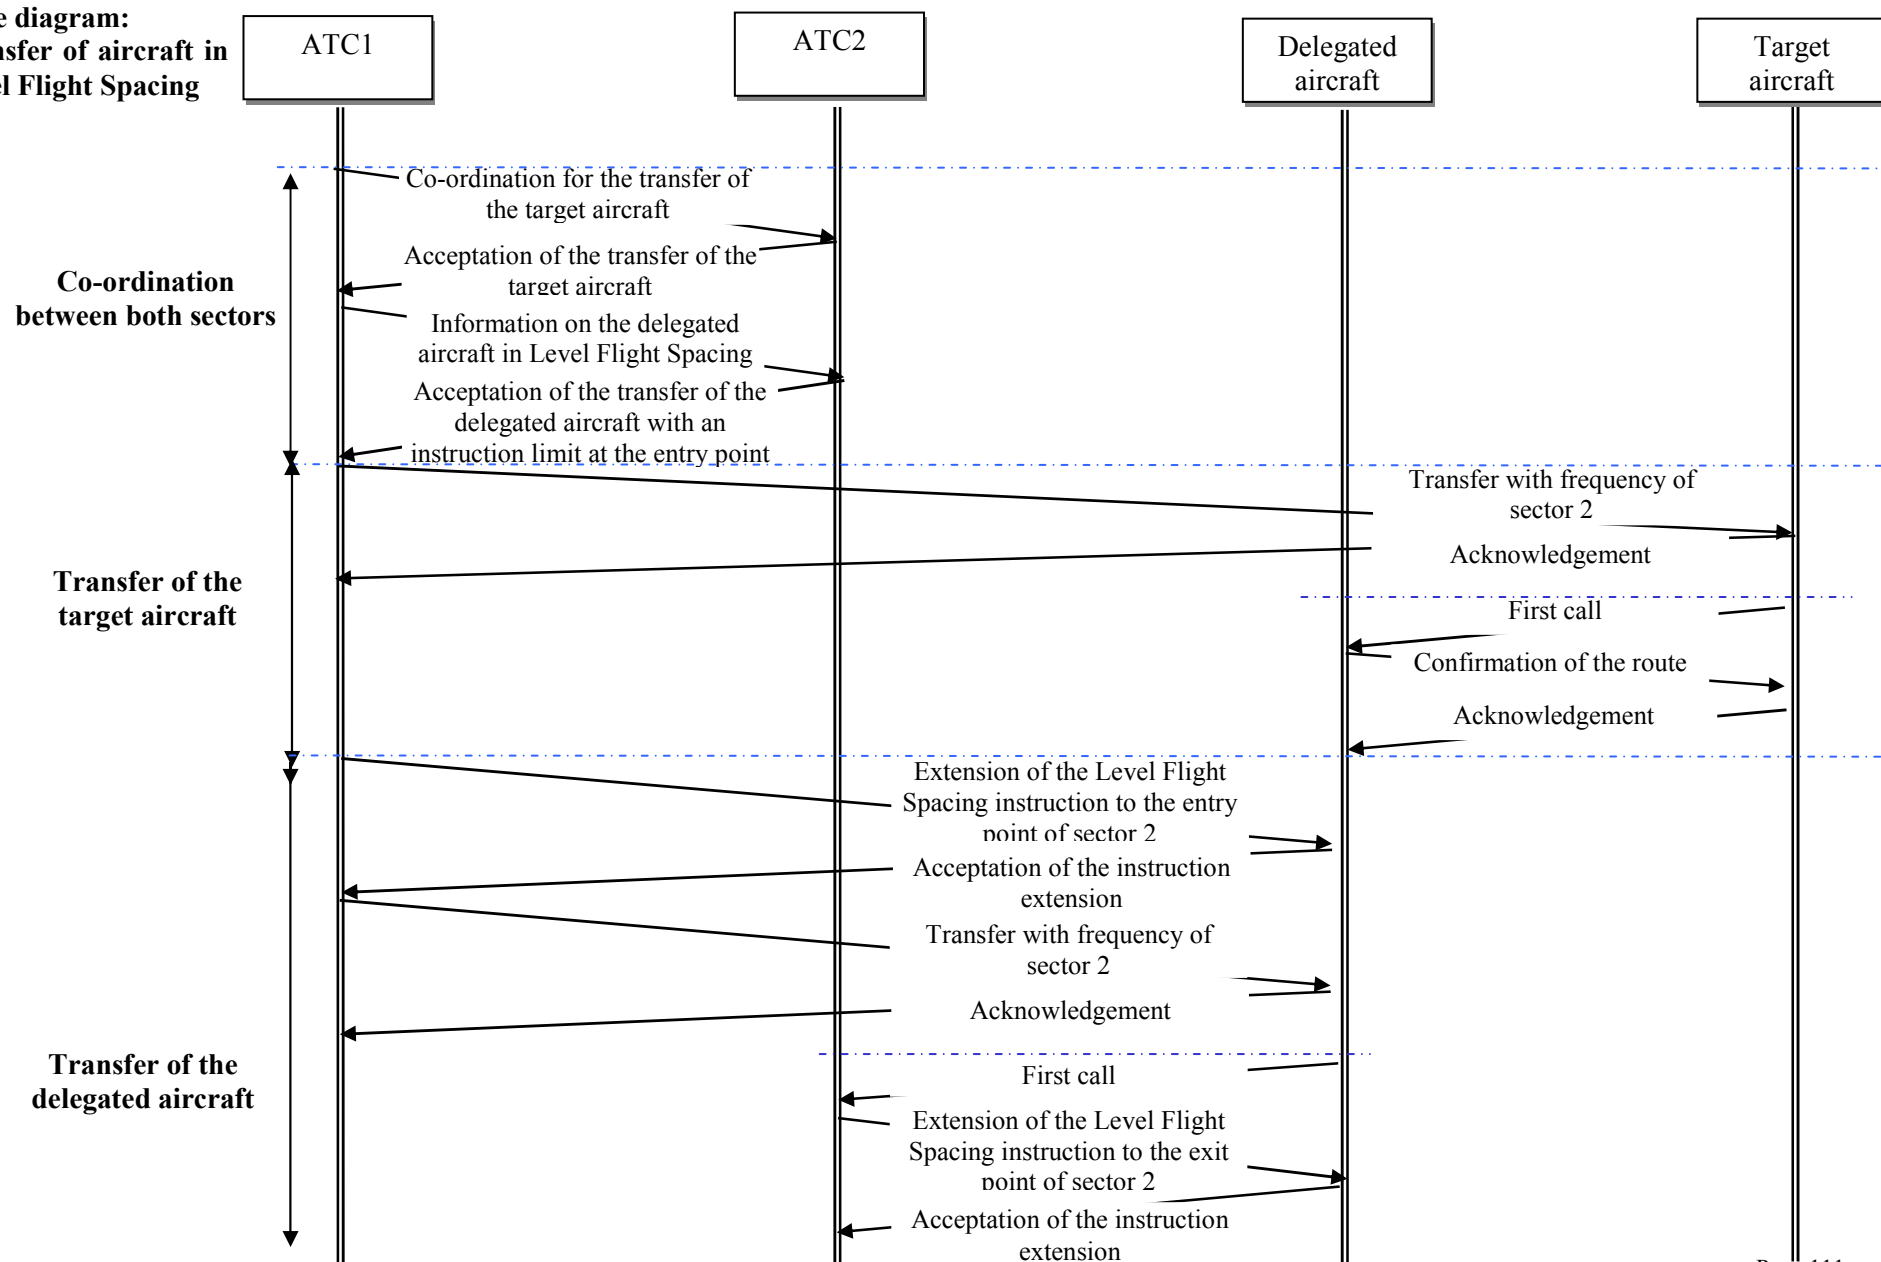 diagram:
of aircraft in
Flight Spacing
ATC1
ATC2
Delegated
aircraft
Target
aircraft
Co-ordination
between both sectors
Co-ordination for the transfer of
the target aircraft
Acceptation of the transfer of the
target aircraft
Information on the delegated
aircraft in Level Flight Spacing
Acceptation of the transfer of the
delegated aircraft with an
instruction limit at the entry point
Transfer of the
target aircraft
Transfer with frequency of
sector 2
Acknowledgement
First call
Confirmation of the route
Acknowledgement
Transfer of the
delegated aircraft
Extension of the Level Flight
Spacing instruction to the entry
point of sector 2
Acceptation of the instruction
extension
Transfer with frequency of
sector 2
Acknowledgement
First call
Extension of the Level Flight
Spacing instruction to the exit
point of sector 2
Acceptation of the instruction
extension